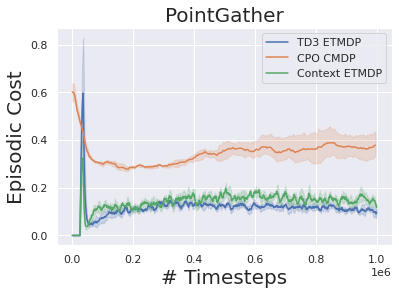 PointGather
TD3 ETMDP
CPO CMDP
Context ETMDP
Episodic Cost
0.8
0.6
0.4
0.2
0.0
0.0 0.2 0.4 0.6 0.8 1.0
1e6
# Timesteps